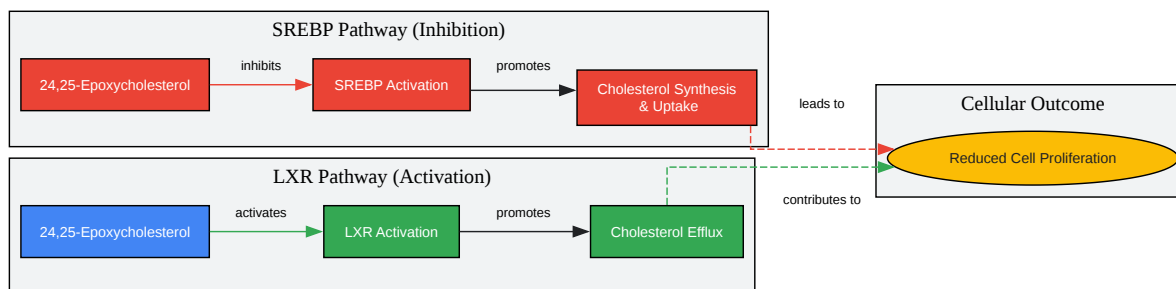 SREBP Pathway (Inhibition)
24,25-Epoxycholesterol
inhibits
SREBP Activation
promotes
Cholesterol Synthesis
& Uptake
leads to
Cellular Outcome
Reduced Cell Proliferation
LXR Pathway (Activation)
24,25-Epoxycholesterol
activates
LXR Activation
promotes
Cholesterol Efflux
contributes to